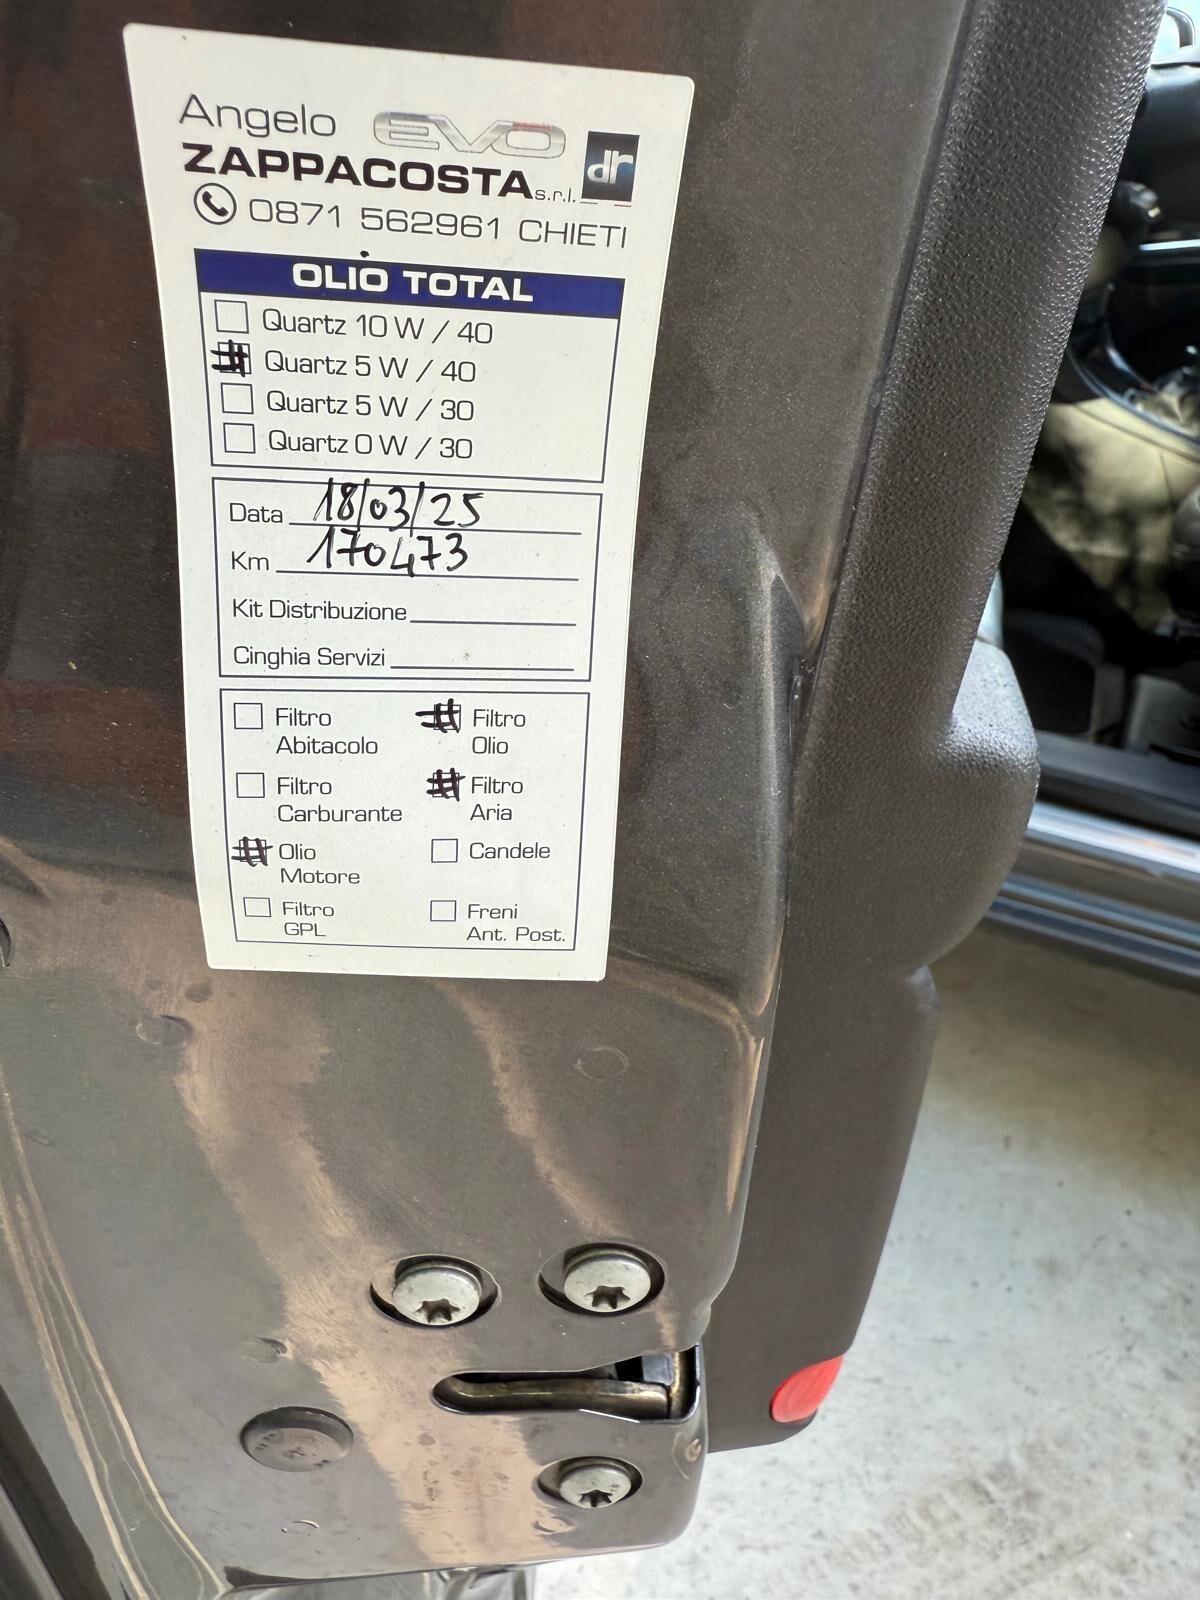 Angelo EVO
ZAPPACOSTA s.r.l. dr
0871 562961 CHIETI
OLIO TOTAL
Quartz 10 W / 40
Quartz 5 W / 40
Quartz 5 W / 30
Quartz 0 W / 30
Data 18/03/25
Km 170473
Kit Distribuzione
Cinghia Servizi
Filtro Abitacolo
Filtro Olio
Filtro Carburante
Filtro Aria
Olio Motore
Candele
Filtro GPL
Freni Ant. Post.